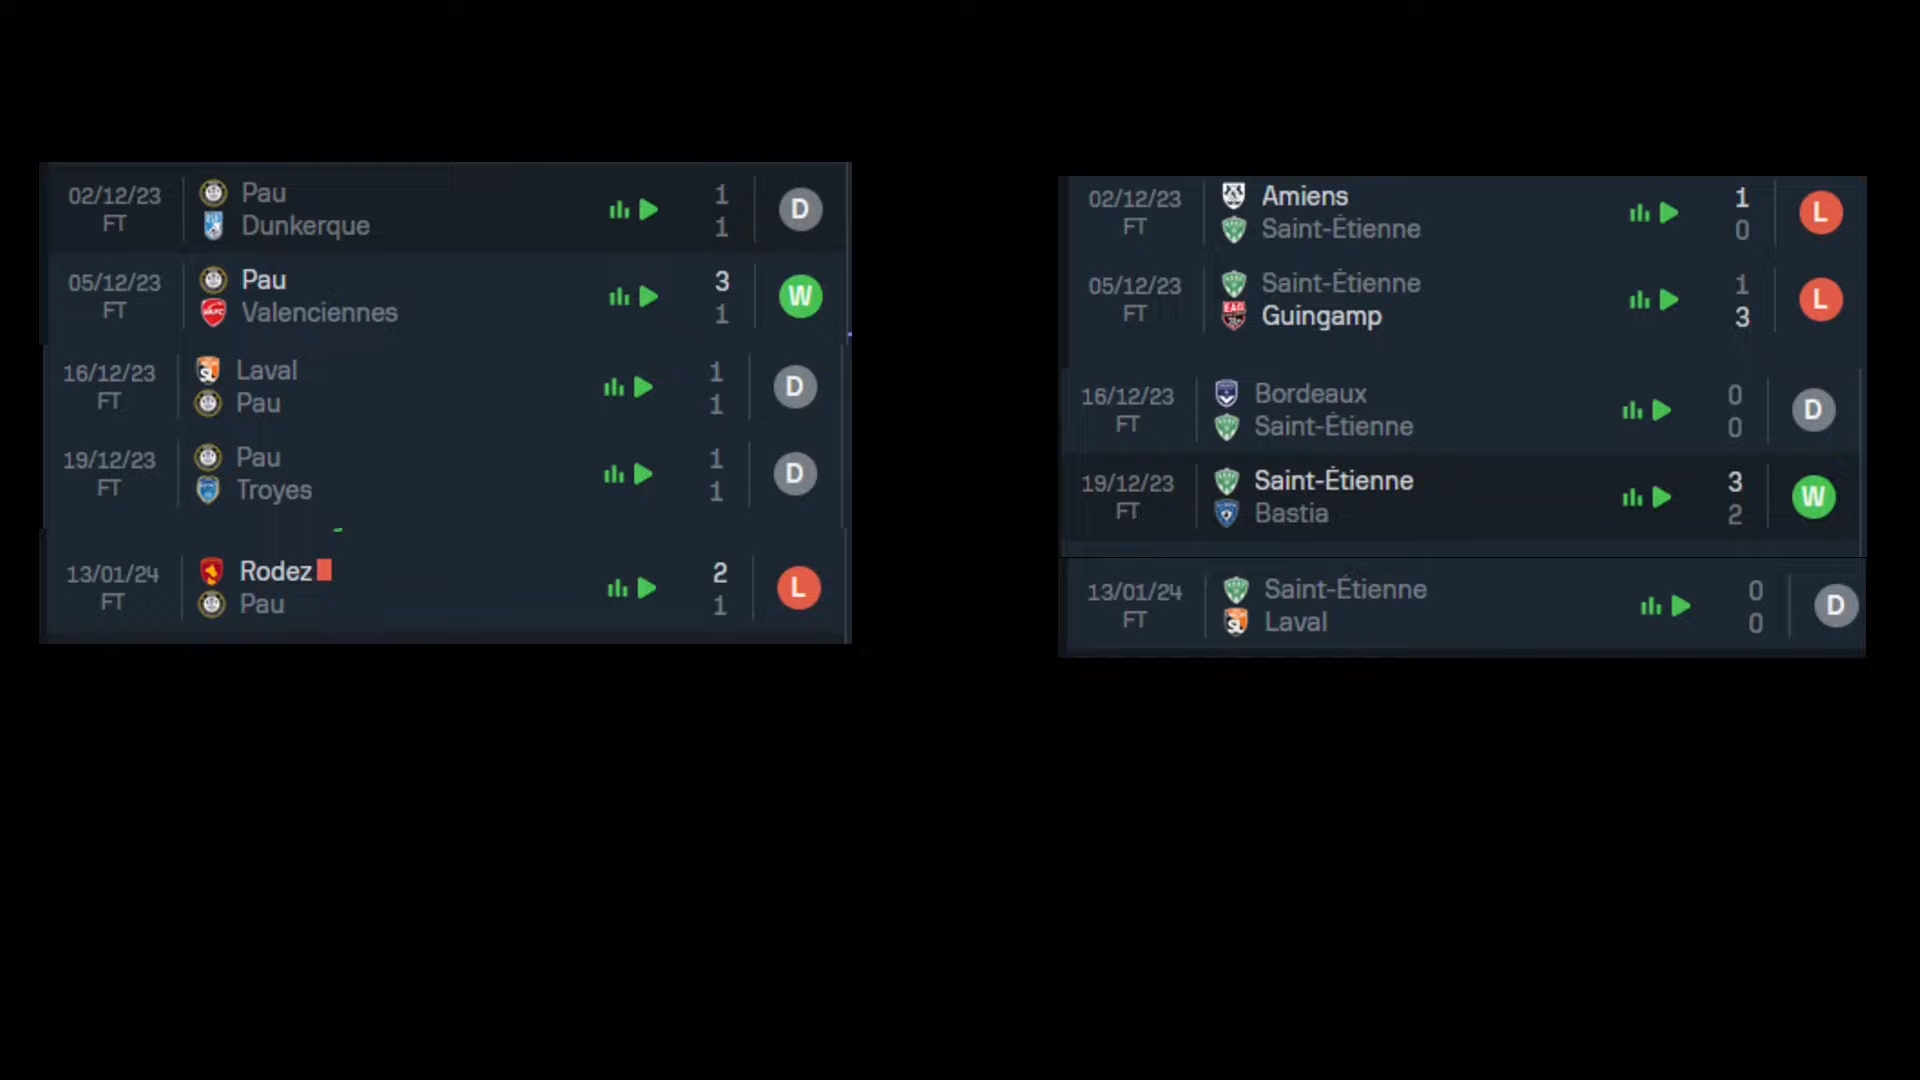 02/12/23 Pau 1 D
FT Dunkerque 1
05/12/23 Pau 3 W
FT Valenciennes 1
16/12/23 Laval 1 D
FT Pau 1
19/12/23 Pau 1 D
FT Troyes 1
13/01/24 Rodez 2 L
FT Pau 1
02/12/23 Amiens 1 L
FT Saint-Étienne 0
05/12/23 Saint-Étienne 1 L
FT Guingamp 3
16/12/23 Bordeaux 0 D
FT Saint-Étienne 0
19/12/23 Saint-Étienne 3 W
FT Bastia 2
13/01/24 Saint-Étienne 0 D
FT Laval 0